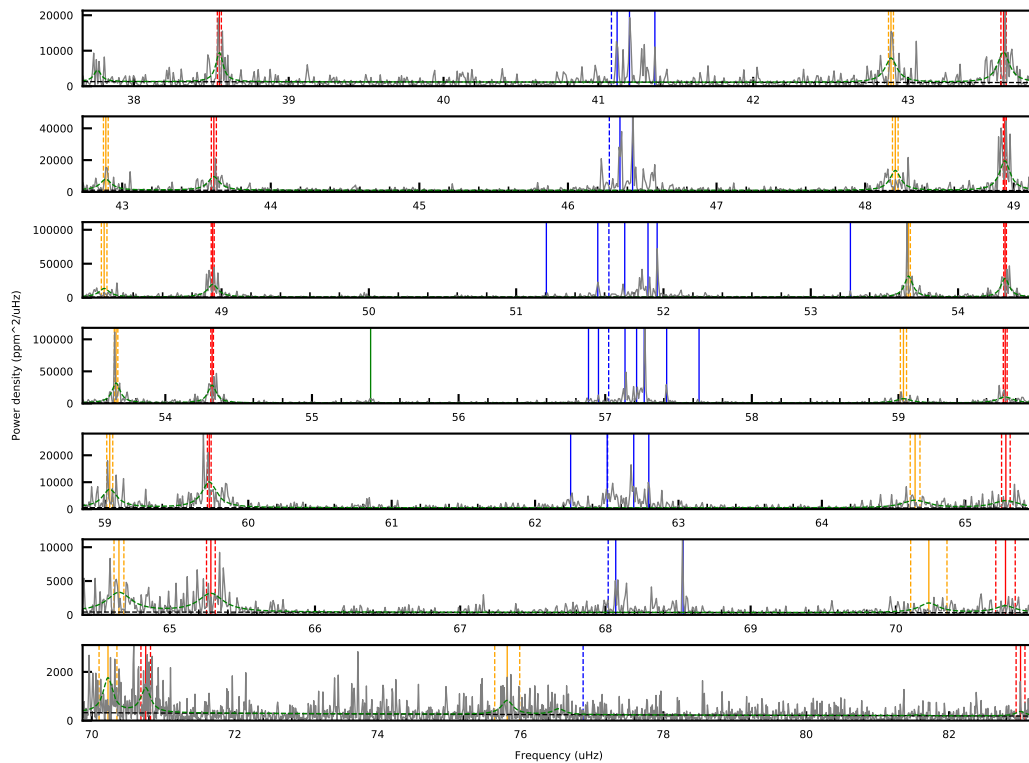 20000
10000
0
38 39 40 41 42 43
40000
20000
0
43 44 45 46 47 48 49
100000
50000
0
49 50 51 52 53 54
100000
50000
0
54 55 56 57 58 59
20000
10000
0
59 60 61 62 63 64 65
10000
5000
0
65 66 67 68 69 70
2000
0
70 72 74 76 78 80 82
Power density (ppm^2/uHz)
Frequency (uHz)